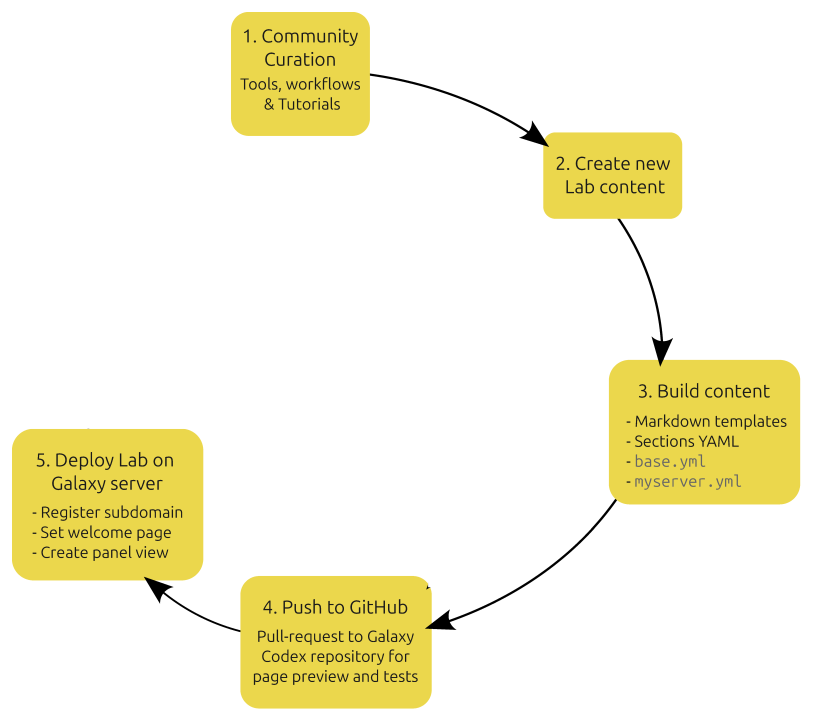 1. Community
Curation
Tools, workflows
& Tutorials
2. Create new
Lab content
3. Build content
- Markdown templates
- Sections YAML
- base.yml
- myserver.yml
4. Push to GitHub
Pull-request to Galaxy
Codex repository for
page preview and tests
5. Deploy Lab on
Galaxy server
- Register subdomain
- Set welcome page
- Create panel view